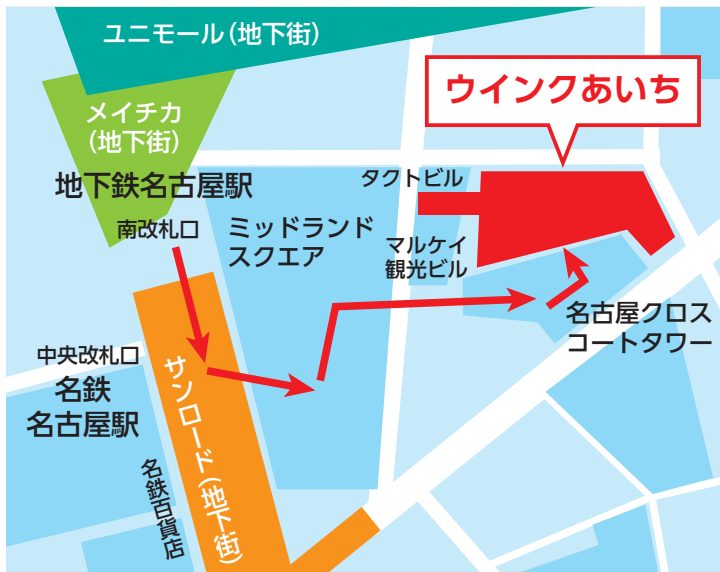 ユニモール(地下街)
ウインクあいち
メイチカ
(地下街)
地下鉄名古屋駅
タクトビル
南改札口
ミッドランド
スクエア
マルケイ
観光ビル
名古屋クロス
コートタワー
中央改札口
名鉄
名古屋駅
サンロード(地下街)
名鉄百貨店